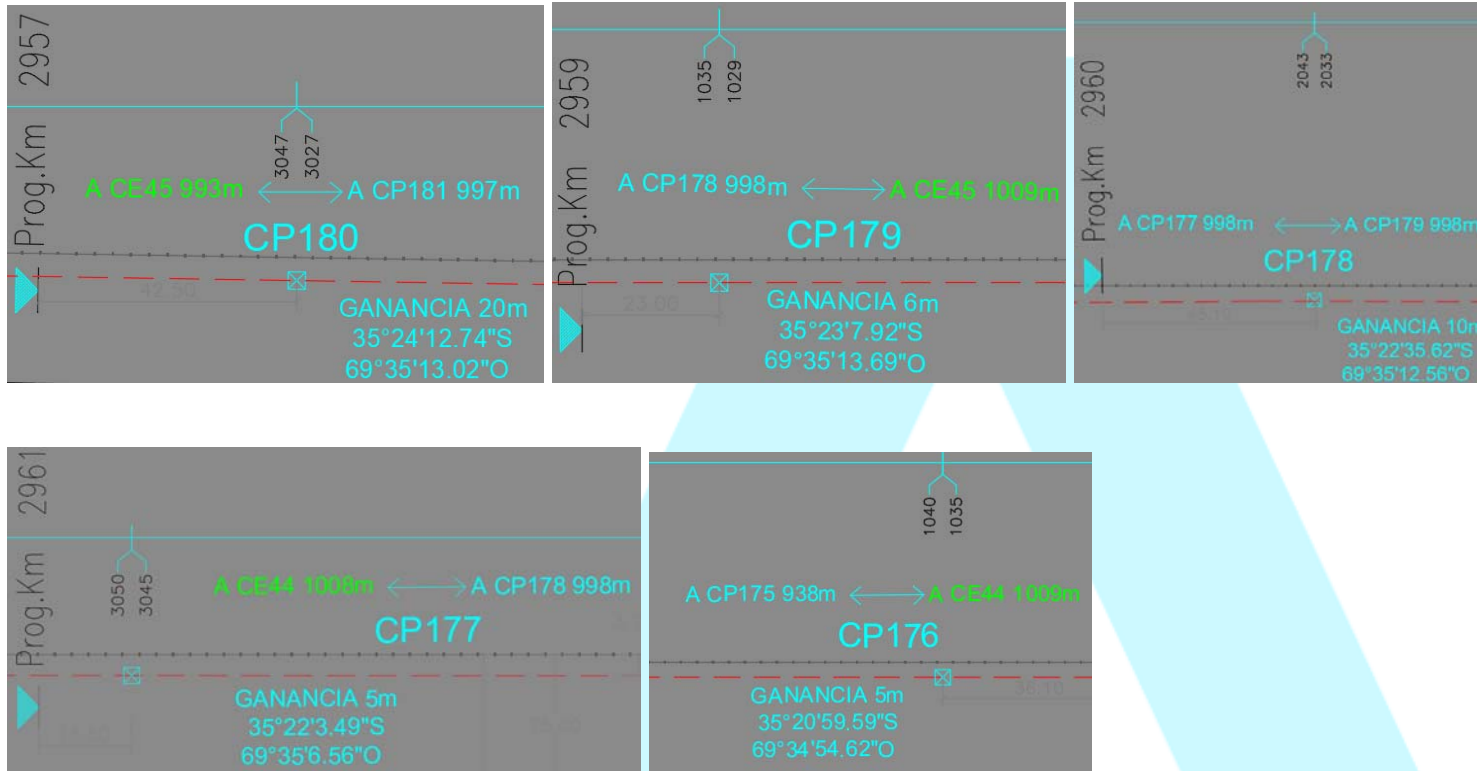 Prog.Km 2957
3047
3027
A CE45 993m
A CP181 997m
CP180
42.50
GANANCIA 20m
35°24'12.74"S
69°35'13.02"O
Prog.Km 2959
1035
1029
A CP178 998m
A CE45 1009m
CP179
23.00
GANANCIA 6m
35°23'7.92"S
69°35'13.69"O
Prog.Km 2960
2043
2033
A CP177 998m
A CP179 998m
CP178
GANANCIA 10m
35°22'35.62"S
69°35'12.56"O
Prog.Km 2961
3050
3045
A CE44 1008m
A CP178 998m
CP177
GANANCIA 5m
35°22'3.49"S
69°35'6.56"O
1040
1035
A CP175 938m
A CE44 1009m
CP176
36.10
GANANCIA 5m
35°20'59.59"S
69°34'54.62"O